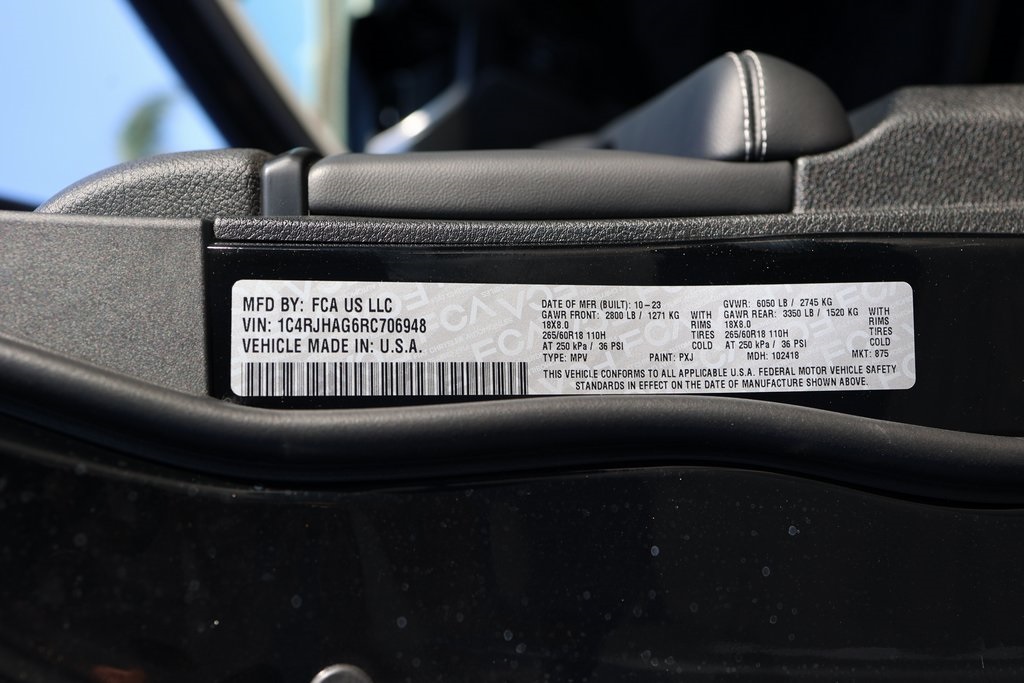 MFD BY: FCA US LLC
VIN: 1C4RJHAG6RC706948
VEHICLE MADE IN: U.S.A.
DATE OF MFR (BUILT): 10-23
GAWR FRONT: 2800 LB / 1271 KG WITH
18X8.0 RIMS
265/60R18 110H TIRES
AT 250 kPa / 36 PSI COLD
GVWR: 6050 LB / 2745 KG
GAWR REAR: 3350 LB / 1520 KG WITH
18X8.0 RIMS
265/60R18 110H TIRES
AT 250 kPa / 36 PSI COLD
TYPE: MPV PAINT: PXJ MDH: 102418 MKT: 875
THIS VEHICLE CONFORMS TO ALL APPLICABLE U.S.A. FEDERAL MOTOR VEHICLE SAFETY
STANDARDS IN EFFECT ON THE DATE OF MANUFACTURE SHOWN ABOVE.